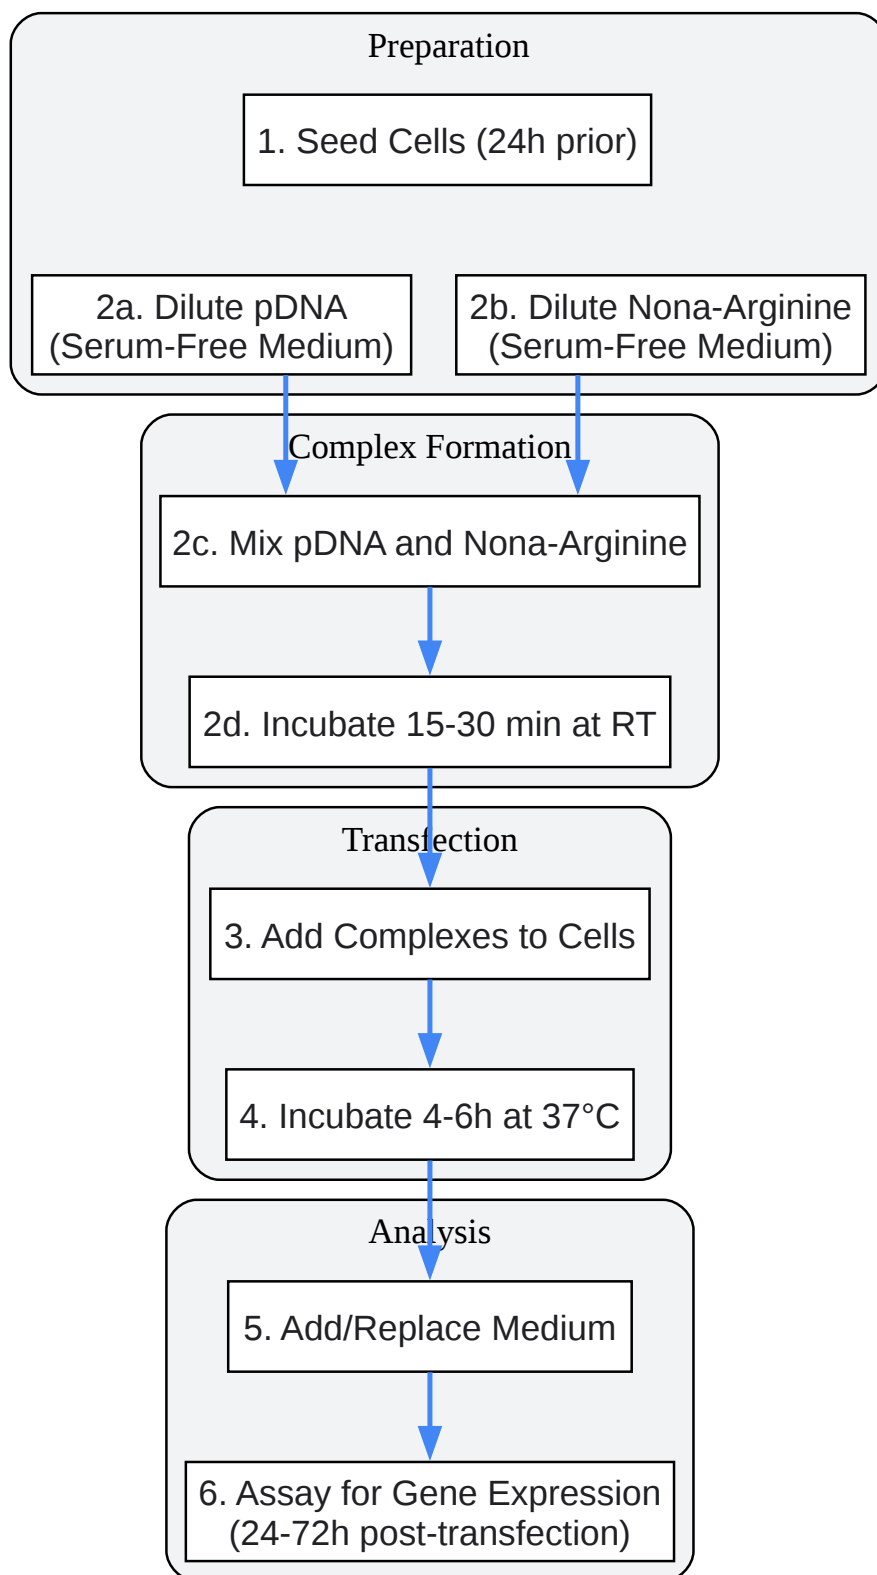 Preparation
1. Seed Cells (24h prior)
2a. Dilute pDNA
(Serum-Free Medium)
2b. Dilute Nona-Arginine
(Serum-Free Medium)
Complex Formation
2c. Mix pDNA and Nona-Arginine
2d. Incubate 15-30 min at RT
Transfection
3. Add Complexes to Cells
4. Incubate 4-6h at 37°C
Analysis
5. Add/Replace Medium
6. Assay for Gene Expression
(24-72h post-transfection)